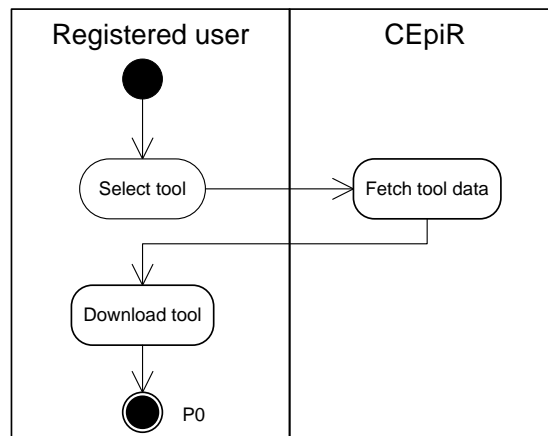 Registered user
CEpiR
Select tool
Fetch tool data
Download tool
P0